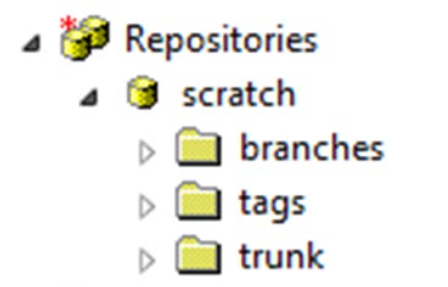 Repositories
scratch
branches
tags
trunk